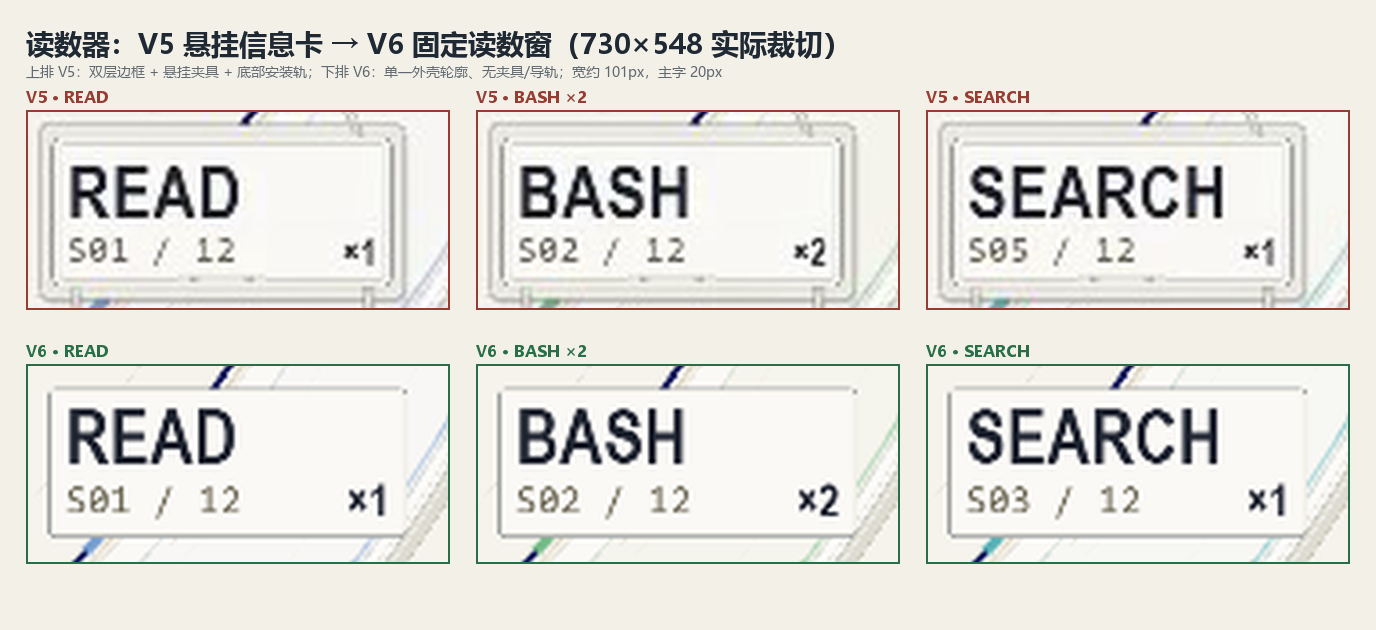 读数器：V5 悬挂信息卡 → V6 固定读数窗（730×548 实际裁切）
上排 V5：双层边框 + 悬挂夹具 + 底部安装轨；下排 V6：单一外壳轮廓、无夹具/导轨；宽约 101px，主字 20px
V5 • READ
V5 • BASH ×2
V5 • SEARCH
READ
S01 / 12 ×1
BASH
S02 / 12 ×2
SEARCH
S05 / 12 ×1
V6 • READ
V6 • BASH ×2
V6 • SEARCH
READ
S01 / 12 ×1
BASH
S02 / 12 ×2
SEARCH
S03 / 12 ×1